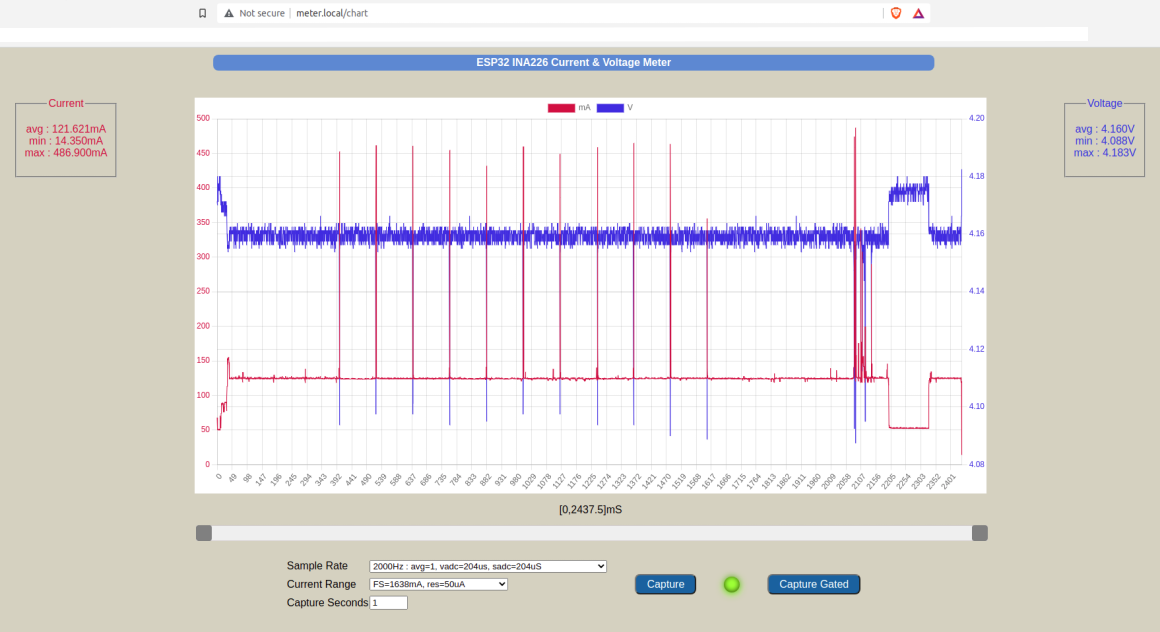 Not secure | meter.local/chart
ESP32 INA226 Current & Voltage Meter
Current
avg : 121.621mA
min : 14.350mA
max : 486.900mA
mA V
500
450
400
350
300
250
200
150
100
50
0
4.20
4.18
4.16
4.14
4.12
4.10
4.08
0 49 98 147 196 245 294 343 392 441 490 539 588 637 686 735 784 833 882 931 980 1029 1078 1127 1176 1225 1274 1323 1372 1421 1470 1519 1568 1617 1666 1715 1764 1813 1862 1911 1960 2009 2058 2107 2156 2205 2254 2303 2352 2401
Voltage
avg : 4.160V
min : 4.088V
max : 4.183V
[0,2437.5]mS
Sample Rate 2000Hz : avg=1, vadc=204us, sadc=204uS
Current Range FS=1638mA, res=50uA
Capture Seconds 1
Capture
Capture Gated